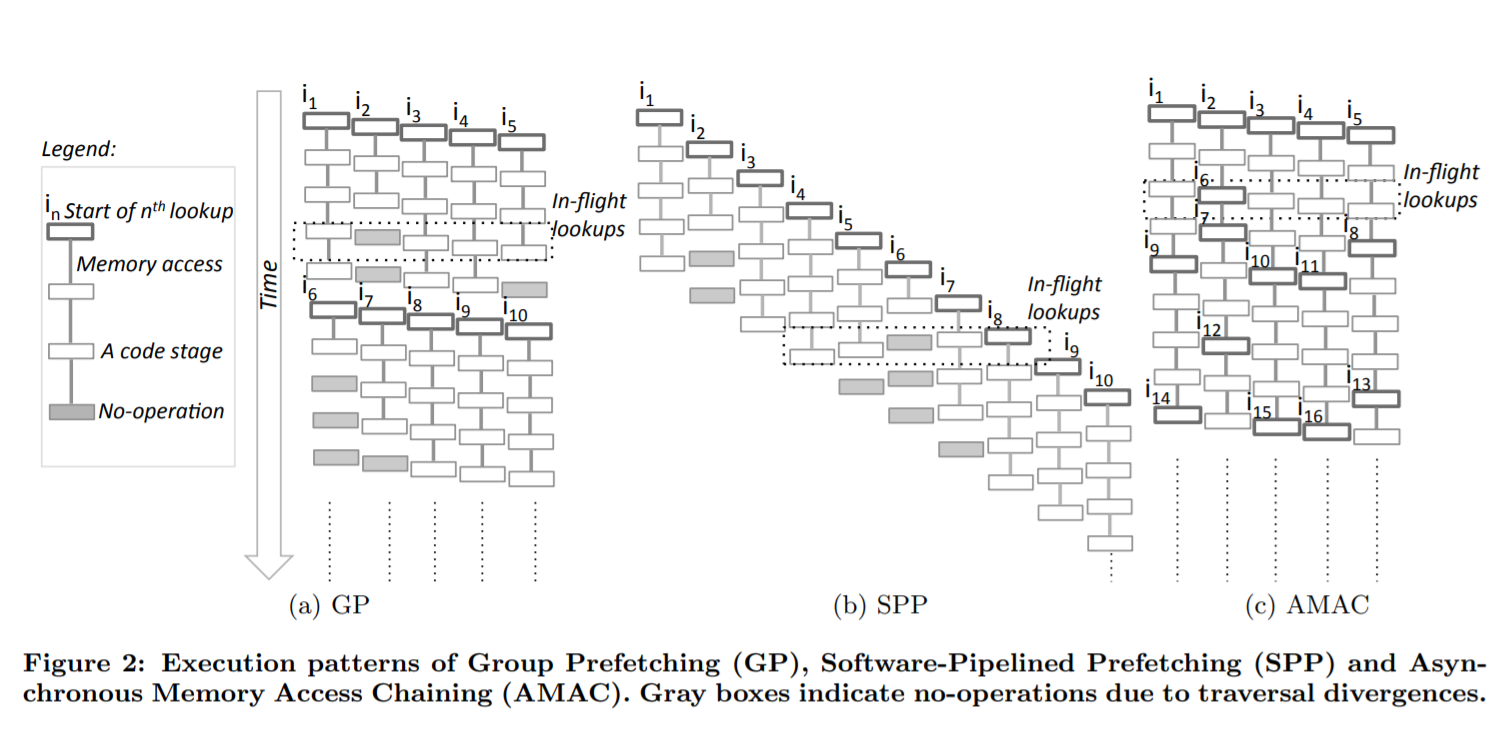 Legend:
in Start of nth lookup
Memory access
A code stage
No-operation
Time
i1
i2
i3
i4
i5
In-flight
lookups
i6
i7
i8
i9
i10
(a) GP
i1
i2
i3
i4
i5
i6
i7
i8
In-flight
lookups
i9
i10
(b) SPP
i1
i2
i3
i4
i5
In-flight
lookups
i6
i7
i8
i9
i10
i11
i12
i13
i14
i15
i16
(c) AMAC
Figure 2: Execution patterns of Group Prefetching (GP), Software-Pipelined Prefetching (SPP) and Asyn-
chronous Memory Access Chaining (AMAC). Gray boxes indicate no-operations due to traversal divergences.